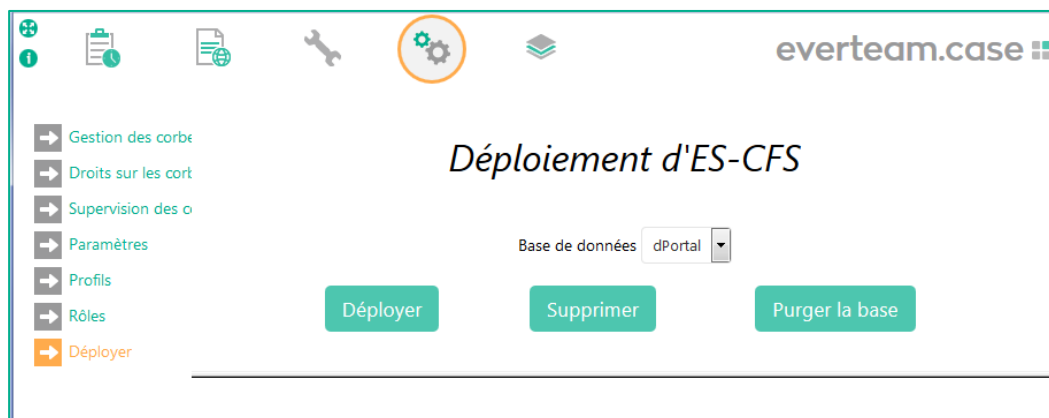 everteam.case
Gestion des corbe
Droits sur les cort
Supervision des c
Paramètres
Profils
Rôles
Déployer
Déploiement d'ES-CFS
Base de données dPortal
Déployer Supprimer Purger la base